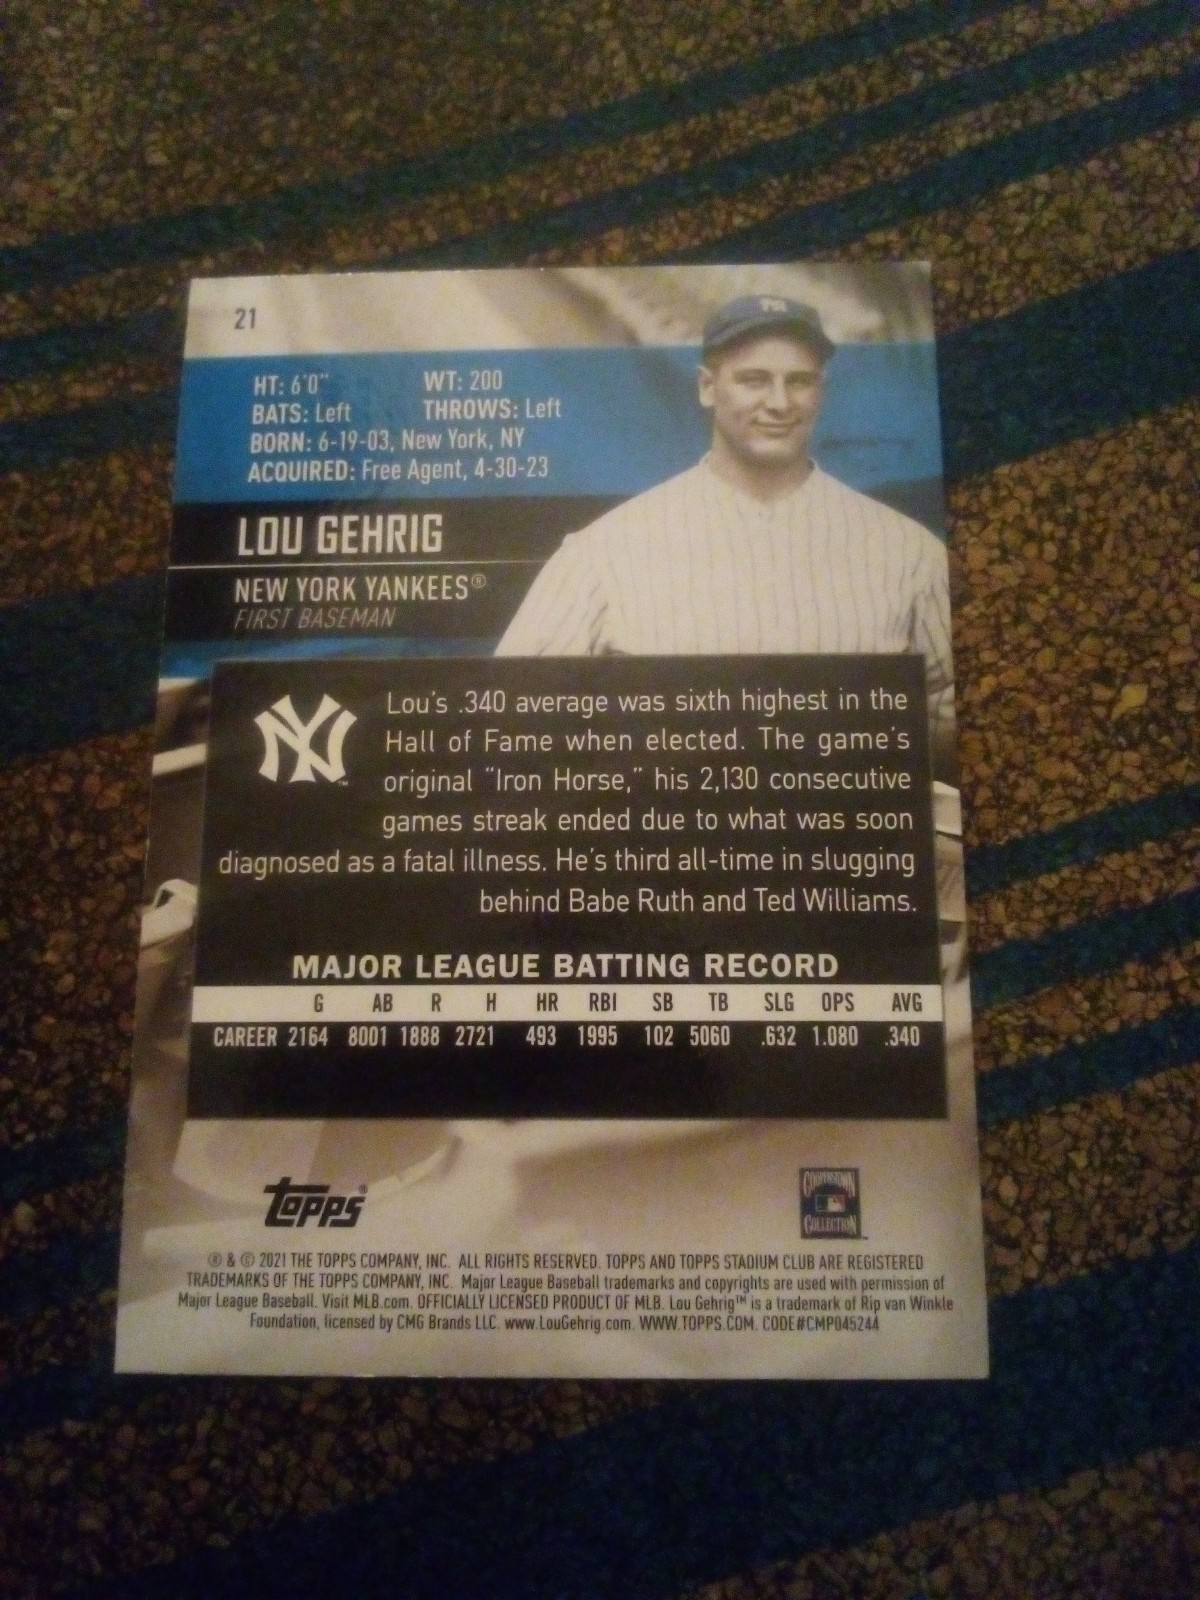 21
HT: 6'0" WT: 200
BATS: Left THROWS: Left
BORN: 6-19-03, New York, NY
ACQUIRED: Free Agent, 4-30-23
LOU GEHRIG
NEW YORK YANKEES®
FIRST BASEMAN
NY™
Lou's .340 average was sixth highest in the
Hall of Fame when elected. The game's
original "Iron Horse," his 2,130 consecutive
games streak ended due to what was soon
diagnosed as a fatal illness. He's third all-time in slugging
behind Babe Ruth and Ted Williams.
MAJOR LEAGUE BATTING RECORD
G AB R H HR RBI SB TB SLG OPS AVG
CAREER 2164 8001 1888 2721 493 1995 102 5060 .632 1.080 .340
topps®
COOPERSTOWN
COLLECTION™
® & © 2021 THE TOPPS COMPANY, INC. ALL RIGHTS RESERVED. TOPPS AND TOPPS STADIUM CLUB ARE REGISTERED
TRADEMARKS OF THE TOPPS COMPANY, INC. Major League Baseball trademarks and copyrights are used with permission of
Major League Baseball. Visit MLB.com. OFFICIALLY LICENSED PRODUCT OF MLB. Lou Gehrig™ is a trademark of Rip van Winkle
Foundation, licensed by CMG Brands LLC. www.LouGehrig.com. WWW.TOPPS.COM. CODE#CMP045244